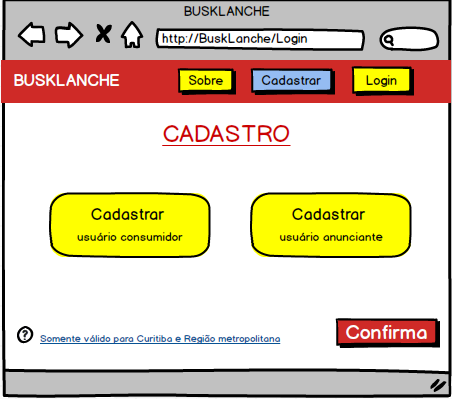 BUSKLANCHE
http://BuskLanche/Login
BUSKLANCHE Sobre Cadastrar Login
CADASTRO
Cadastrar
usuário consumidor
Cadastrar
usuário anunciante
? Somente válido para Curitiba e Região metropolitana
Confirma